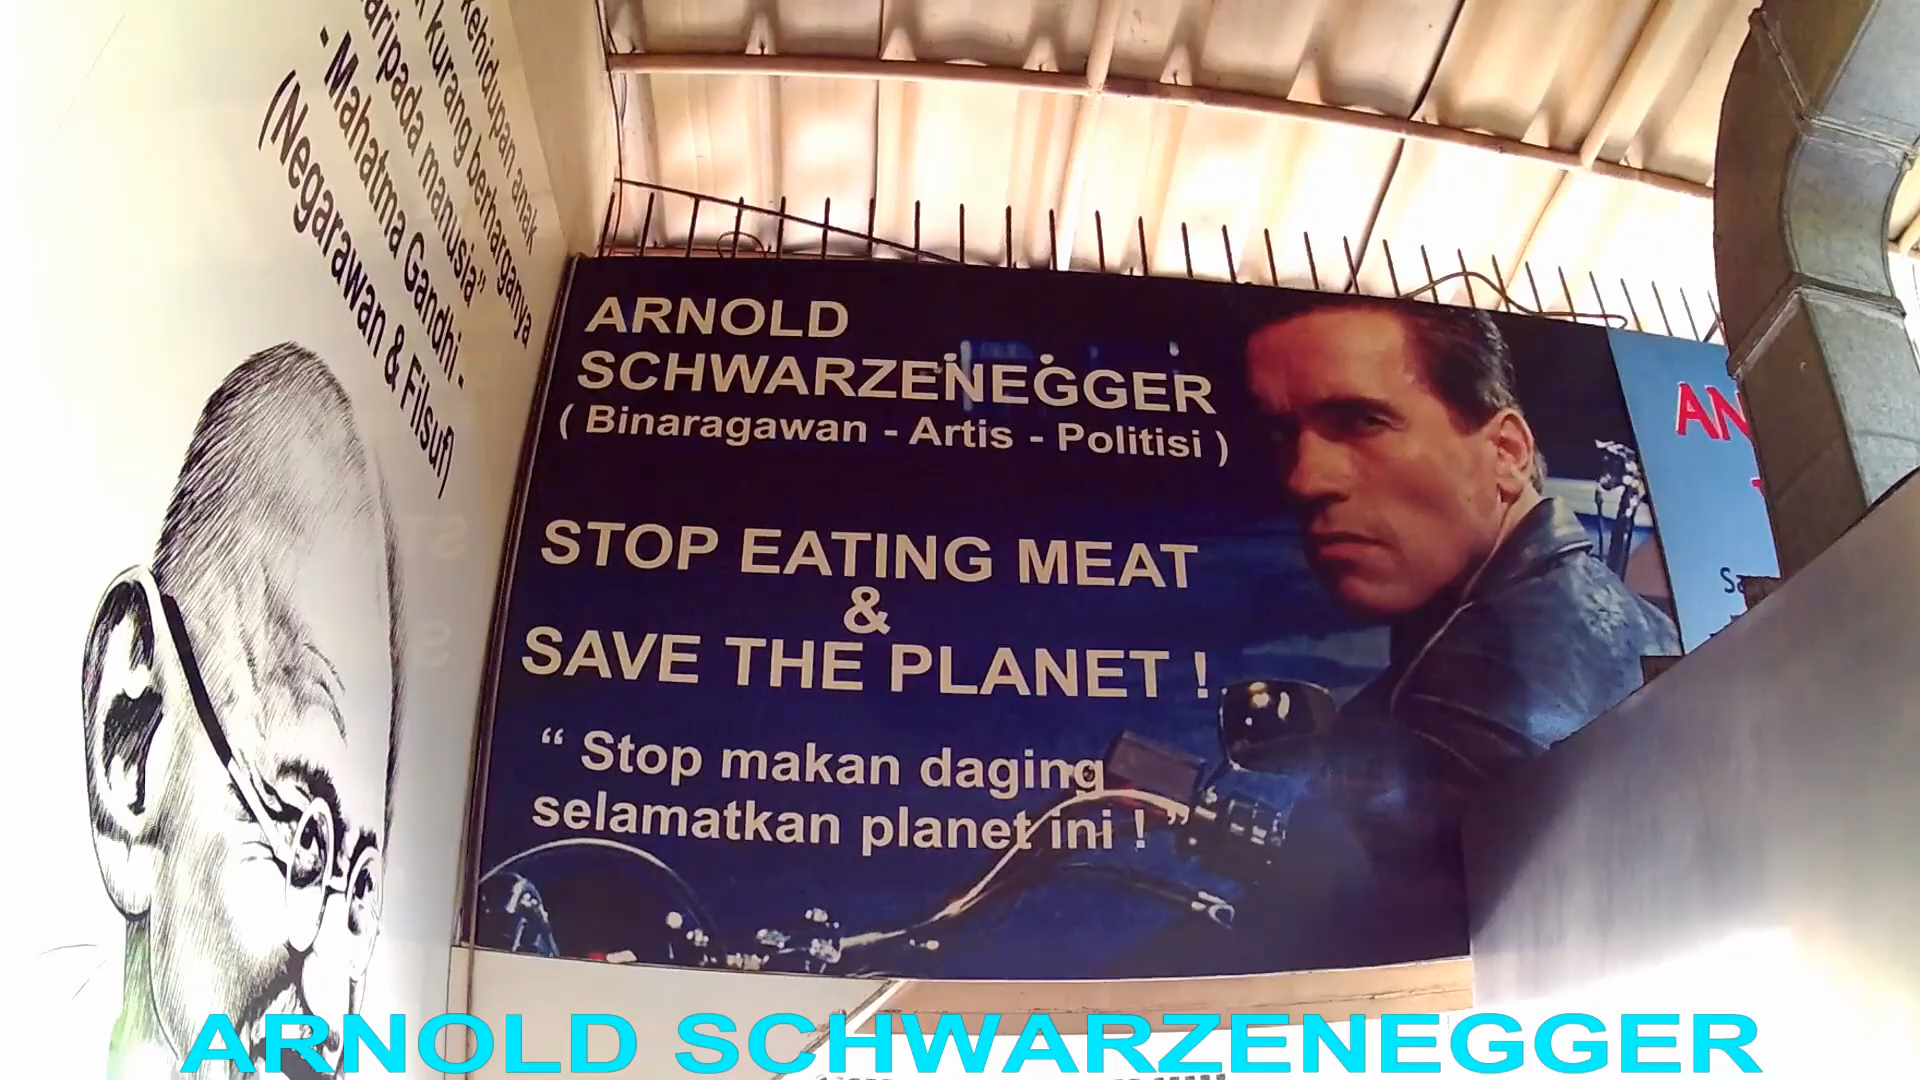 kehidupan anak
kurang berharganya
daripada manusia”
- Mahatma Gandhi -
(Negarawan & Filsuf)
ARNOLD
SCHWARZENEGGER
( Binaragawan - Artis - Politisi )
STOP EATING MEAT
&
SAVE THE PLANET !
“ Stop makan daging
selamatkan planet ini ! ”
AN
ARNOLD SCHWARZENEGGER